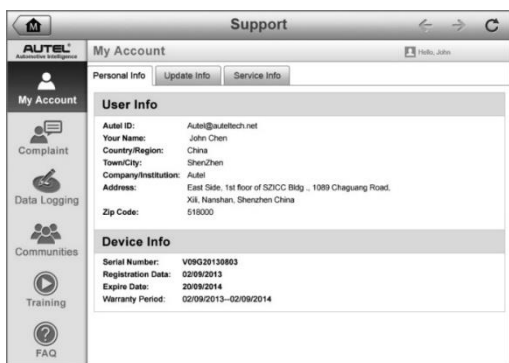 M
Support
C
AUTEL
Automotive Intelligence
My Account
Hello, John
My Account
Complaint
Data Logging
Communities
Training
FAQ
Personal Info
Update Info
Service Info
User Info
Autel ID: Autel@auteltech.net
Your Name: John Chen
Country/Region: China
Town/City: ShenZhen
Company/Institution: Autel
Address: East Side, 1st floor of SZICC Bldg ., 1089 Chaguang Road,
Xili, Nanshan, Shenzhen China
Zip Code: 518000
Device Info
Serial Number: V09G20130803
Registration Data: 02/09/2013
Expire Date: 20/09/2014
Warranty Period: 02/09/2013--02/09/2014